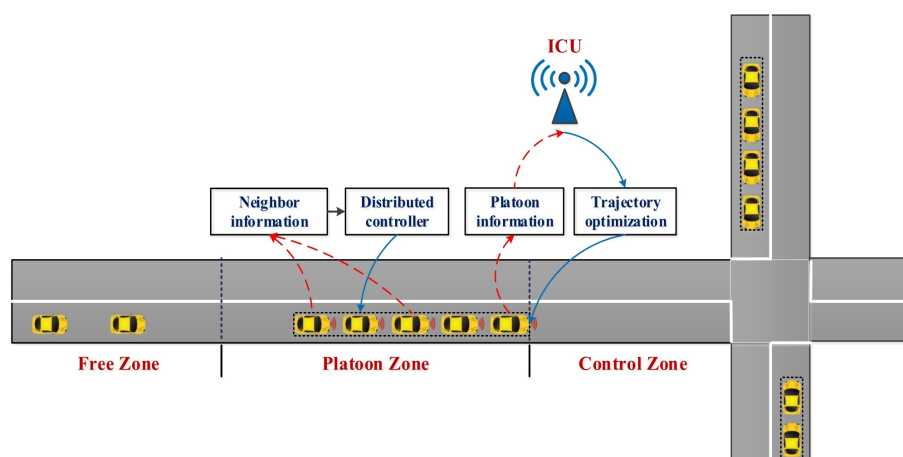 ICU
Neighbor
information
Distributed
controller
Platoon
information
Trajectory
optimization
Free Zone
Platoon Zone
Control Zone